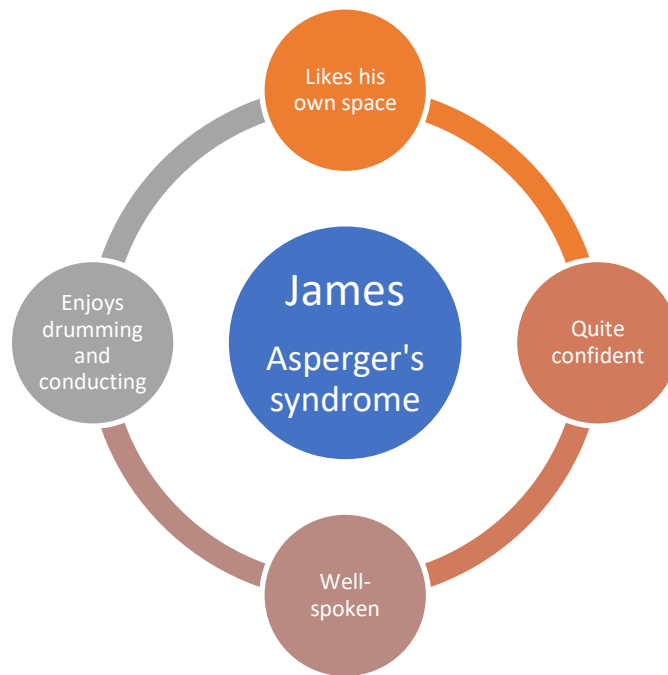 Likes his
own space
James
Asperger's
syndrome
Enjoys
drumming
and
conducting
Quite
confident
Well-
spoken